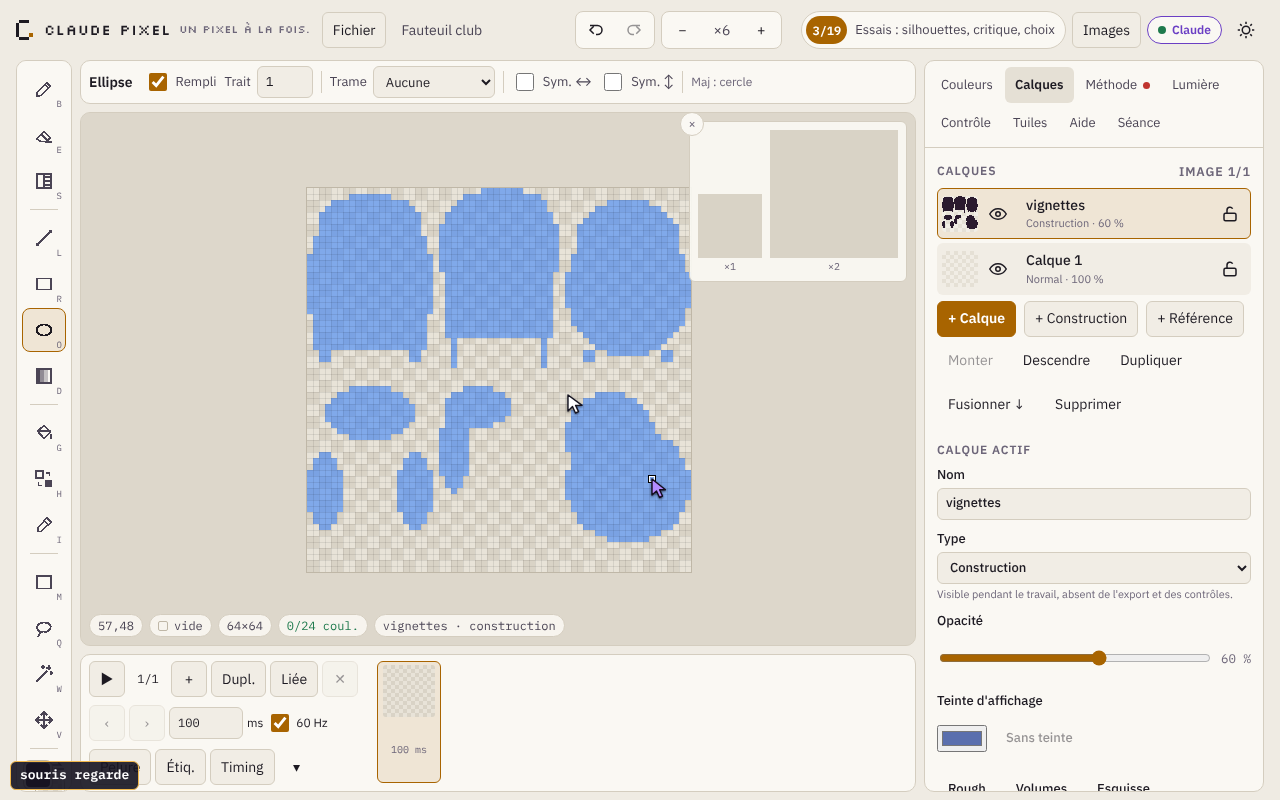 CLAUDE PIXEL
UN PIXEL À LA FOIS.
Fichier
Fauteuil club
−
×6
+
3/19
Essais : silhouettes, critique, choix
Images
Claude
B
E
S
L
R
O
D
G
H
I
M
Q
W
V
Ellipse
Rempli
Trait
1
Trame
Aucune
Sym. ↔
Sym. ↕
Maj : cercle
×
×1
×2
57,48
vide
64×64
0/24 coul.
vignettes · construction
Couleurs
Calques
Méthode
Lumière
Contrôle
Tuiles
Aide
Séance
CALQUES
IMAGE 1/1
vignettes
Construction · 60 %
Calque 1
Normal · 100 %
+ Calque
+ Construction
+ Référence
Monter
Descendre
Dupliquer
Fusionner ↓
Supprimer
CALQUE ACTIF
Nom
vignettes
Type
Construction
Visible pendant le travail, absent de l'export et des contrôles.
Opacité
60 %
Teinte d'affichage
Sans teinte
Rough
Volumes
Esquisse
1/1
+
Dupl.
Liée
✕
‹
›
100
ms
60 Hz
Étiq.
Timing
▼
100 ms
souris regarde